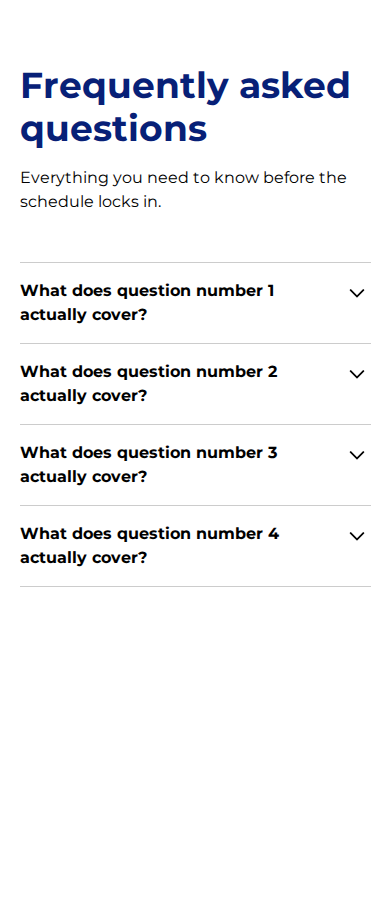 Frequently asked
questions
Everything you need to know before the
schedule locks in.
What does question number 1
actually cover?
What does question number 2
actually cover?
What does question number 3
actually cover?
What does question number 4
actually cover?